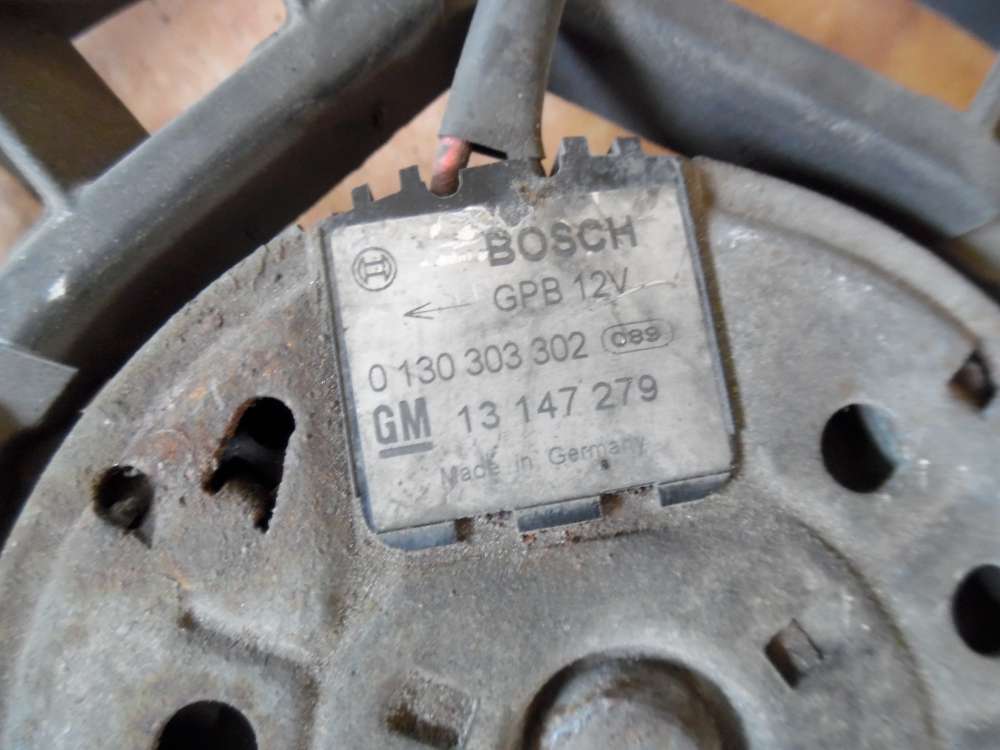 BOSCH
GPB 12V
0 130 303 302 089
GM 13 147 279
Made in Germany